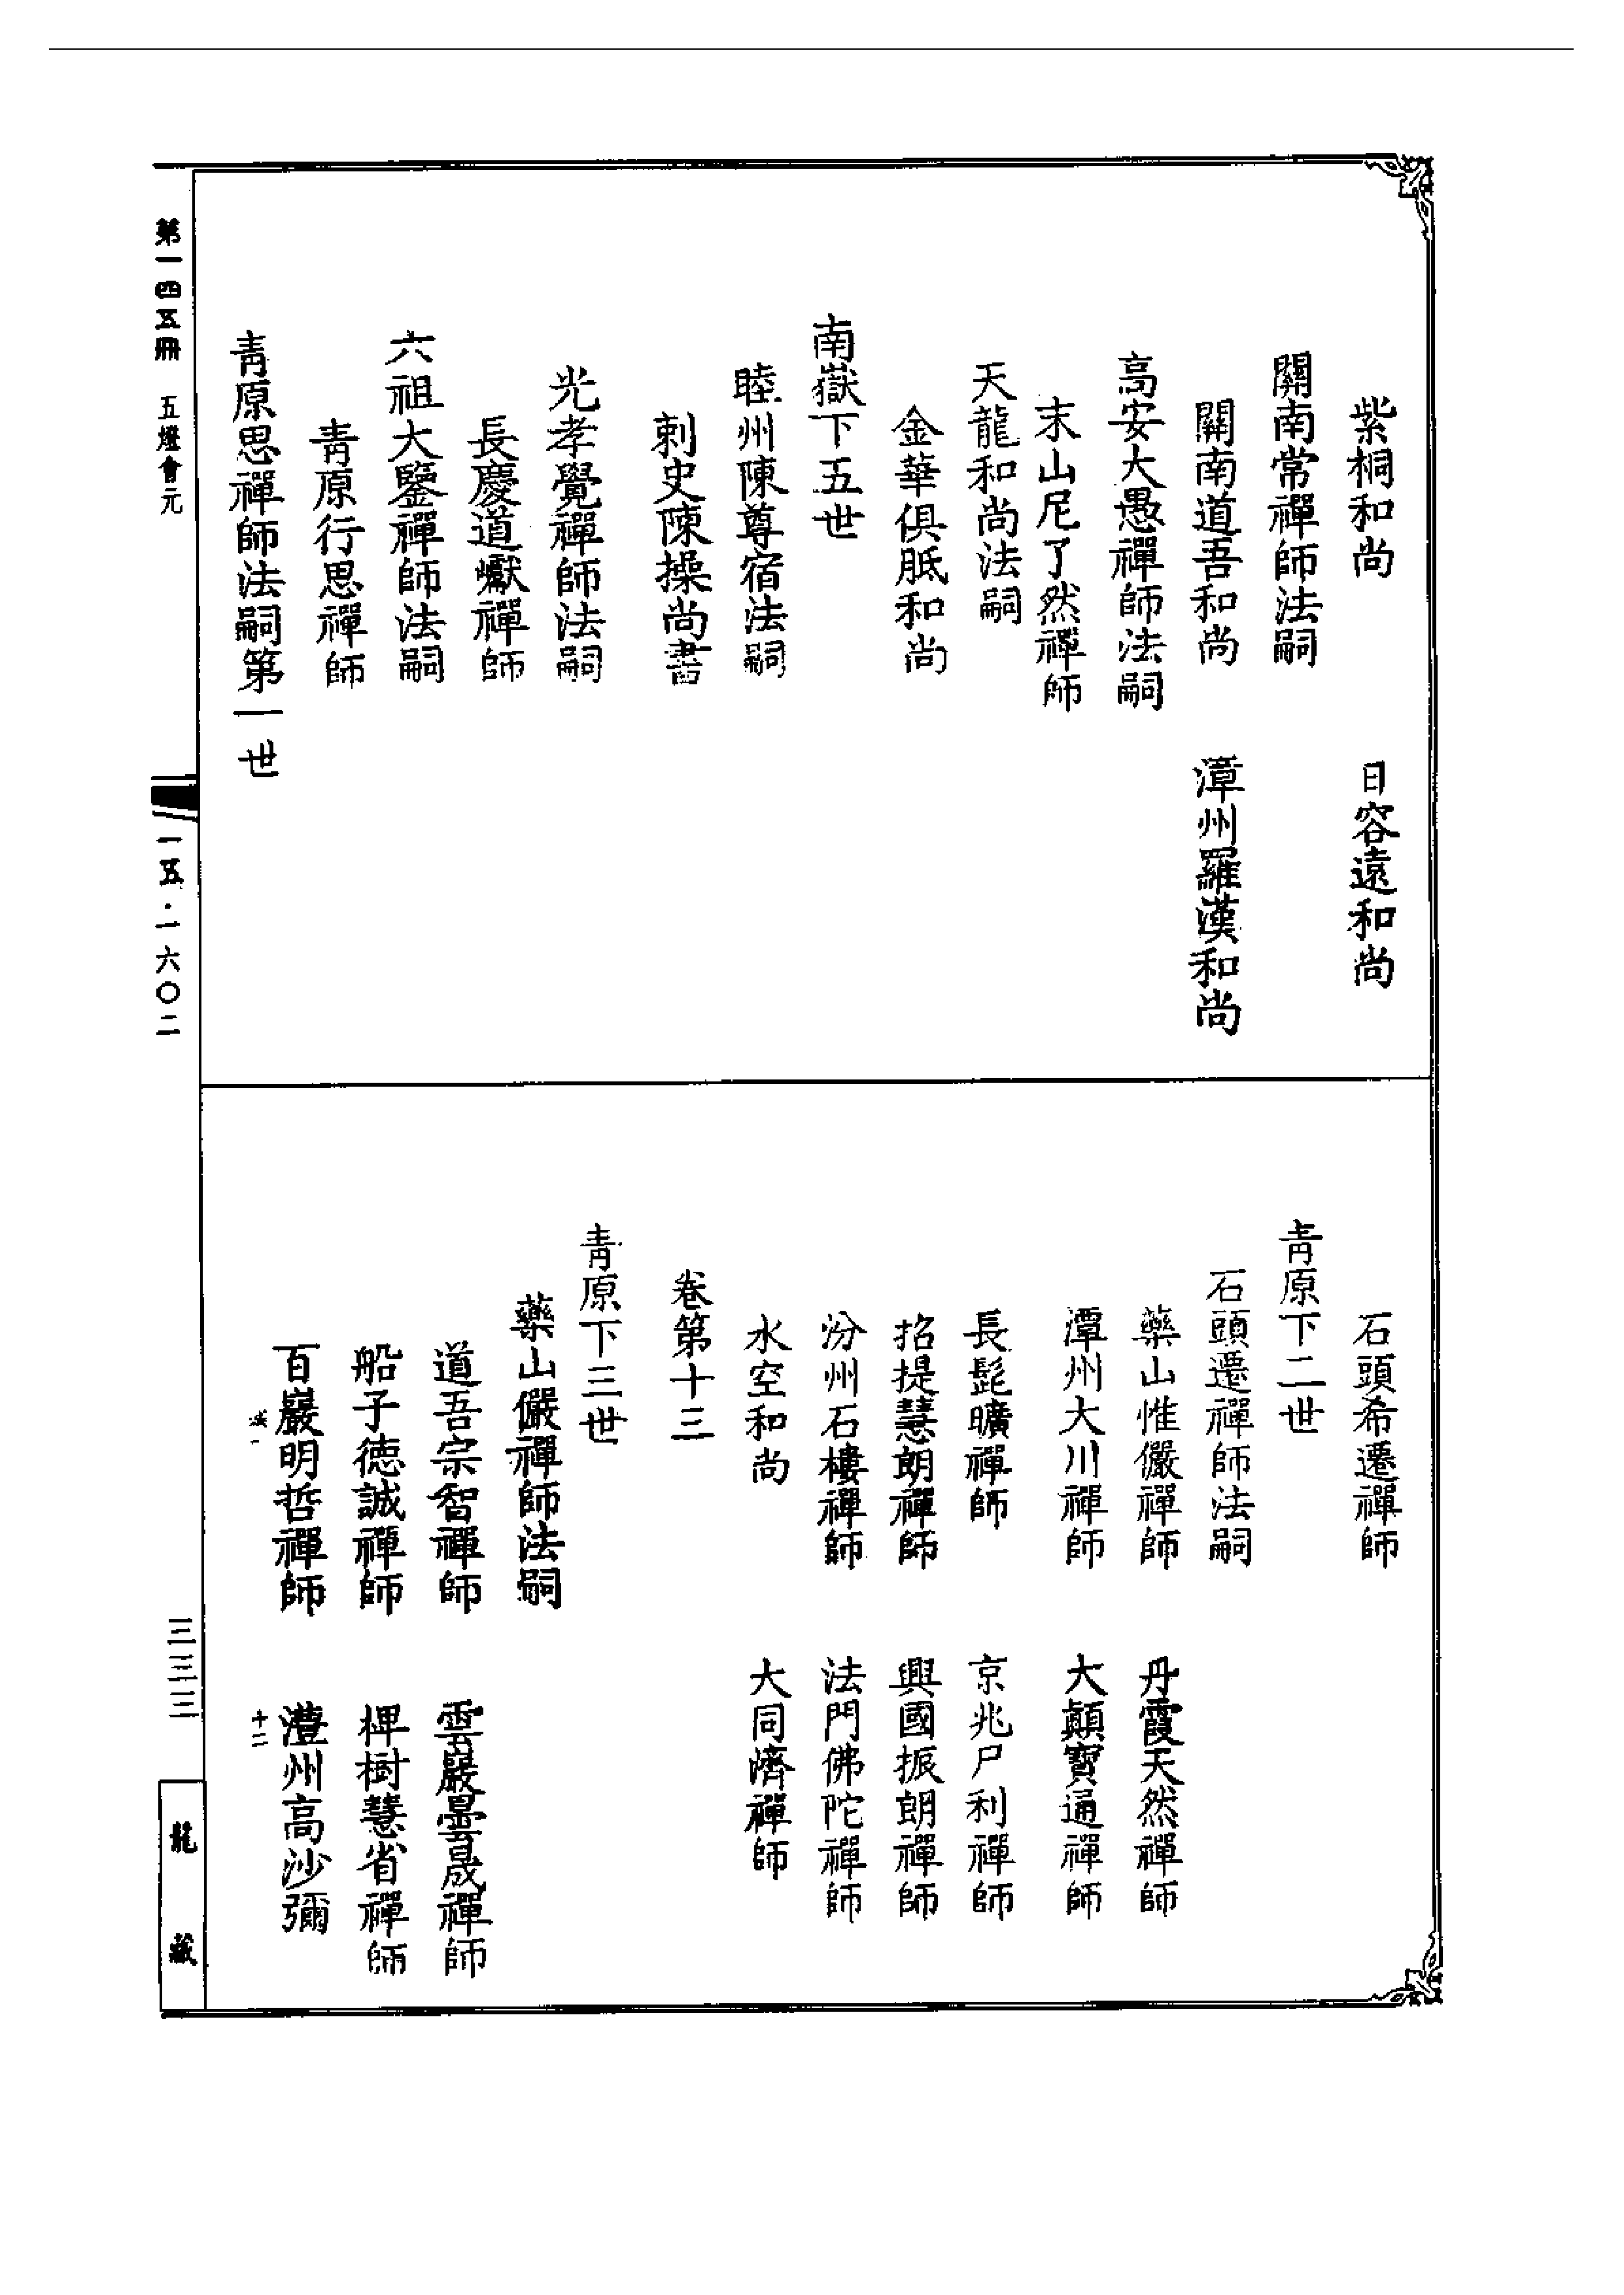 紫桐和尚　日容遠和尚
關南常禪師法嗣
關南道吾和尚　漳州羅漢和尚
高安大愚禪師法嗣
末山尼了然禪師
天龍和尚法嗣
金華俱胝和尚
南嶽下五世
睦州陳尊宿法嗣
刺史陳操尚書
光孝覺禪師法嗣
長慶道巘禪師
六祖大鑒禪師法嗣
青原行思禪師
青原思禪師法嗣第一世
石頭希遷禪師
青原下二世
石頭遷禪師法嗣
藥山惟儼禪師　丹霞天然禪師
潭州大川禪師　大顛寶通禪師
長髭曠禪師　京兆尸利禪師
招提慧朗禪師　興國振朗禪師
汾州石樓禪師　法門佛陀禪師
水空和尚　大同濟禪師
卷第十三
青原下三世
藥山儼禪師法嗣
道吾宗智禪師　雲巖曇晟禪師
船子德誠禪師　椑樹慧省禪師
百巖明哲禪師　澧州高沙彌
十二
第一四五冊　五燈會元
一五·一六〇二
三三三
龍藏